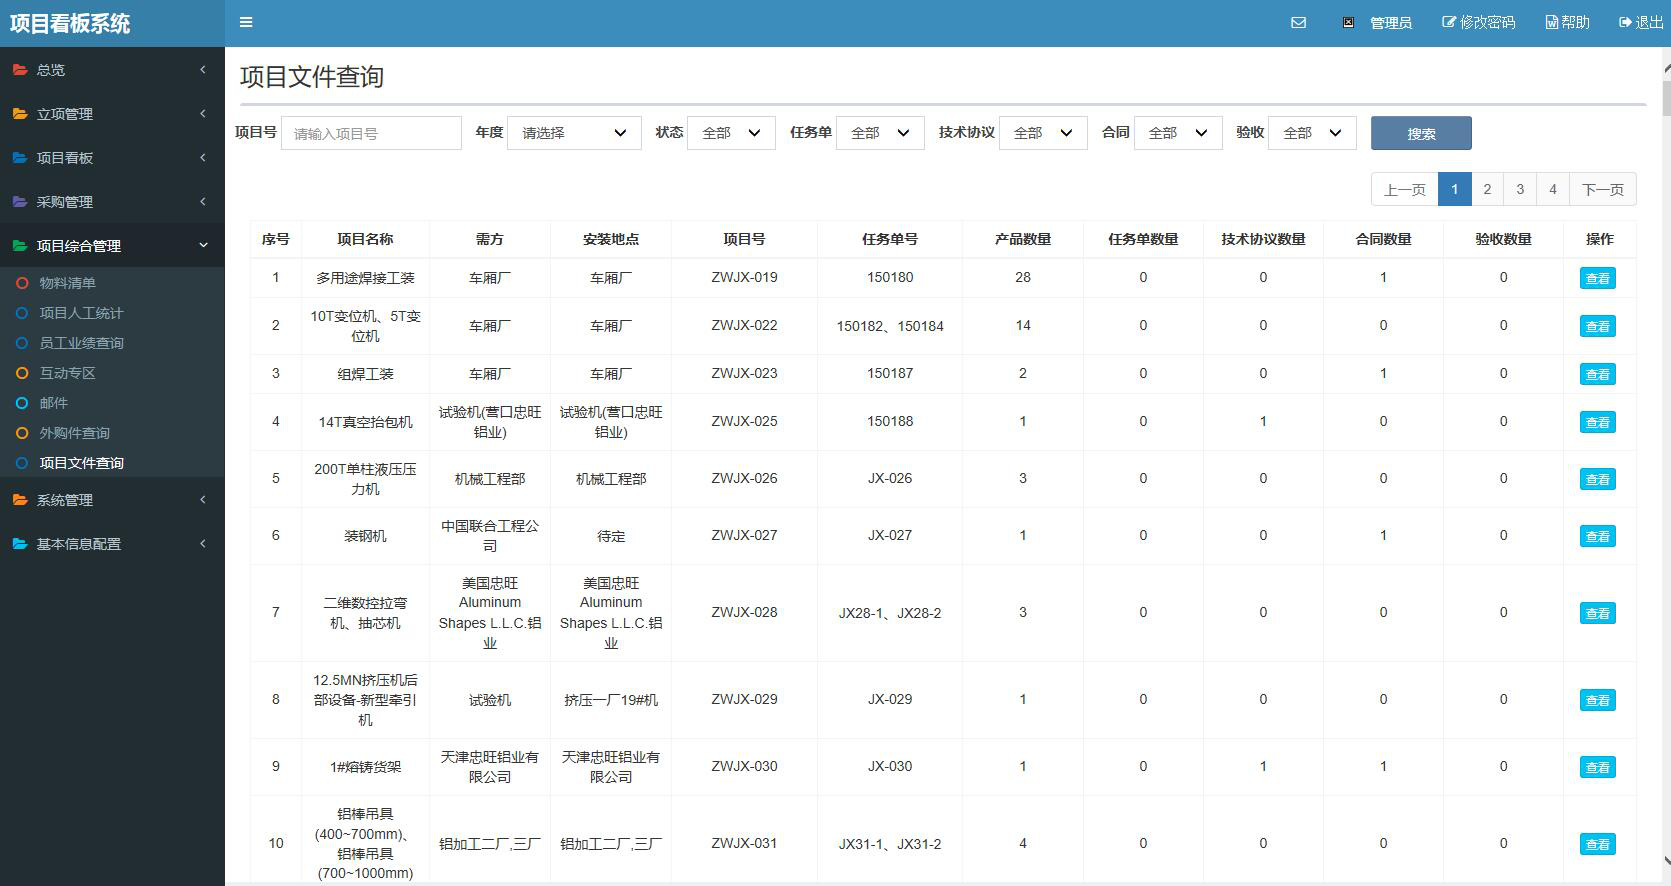 项目看板系统
管理员 修改密码 帮助 退出
总览
立项管理
项目看板
采购管理
项目综合管理
物料清单
项目人工统计
员工业绩查询
互动专区
邮件
外购件查询
项目文件查询
系统管理
基本信息配置
项目文件查询
项目号 请输入项目号 年度 请选择 状态 全部 任务单 全部 技术协议 全部 合同 全部 验收 全部 搜索
上一页 1 2 3 4 下一页
序号 项目名称 需方 安装地点 项目号 任务单号 产品数量 任务单数量 技术协议数量 合同数量 验收数量 操作
1 多用途焊接工装 车厢厂 车厢厂 ZWJX-019 150180 28 0 0 1 0 查看
2 10T变位机、5T变位机 车厢厂 车厢厂 ZWJX-022 150182、150184 14 0 0 0 0 查看
3 组焊工装 车厢厂 车厢厂 ZWJX-023 150187 2 0 0 1 0 查看
4 14T真空抬包机 试验机(营口忠旺铝业) 试验机(营口忠旺铝业) ZWJX-025 150188 1 0 1 0 0 查看
5 200T单柱液压压力机 机械工程部 机械工程部 ZWJX-026 JX-026 3 0 0 0 0 查看
6 装钢机 中国联合工程公司 待定 ZWJX-027 JX-027 1 0 0 1 0 查看
7 二维数控拉弯机、抽芯机 美国忠旺Aluminum Shapes L.L.C.铝业 美国忠旺Aluminum Shapes L.L.C.铝业 ZWJX-028 JX28-1、JX28-2 3 0 0 0 0 查看
8 12.5MN挤压机后部设备-新型牵引机 试验机 挤压一厂19#机 ZWJX-029 JX-029 1 0 0 0 0 查看
9 1#熔铸货架 天津忠旺铝业有限公司 天津忠旺铝业有限公司 ZWJX-030 JX-030 1 0 1 1 0 查看
10 铝棒吊具(400~700mm)、铝棒吊具(700~1000mm) 铝加工二厂,三厂 铝加工二厂,三厂 ZWJX-031 JX31-1、JX31-2 4 0 0 0 0 查看